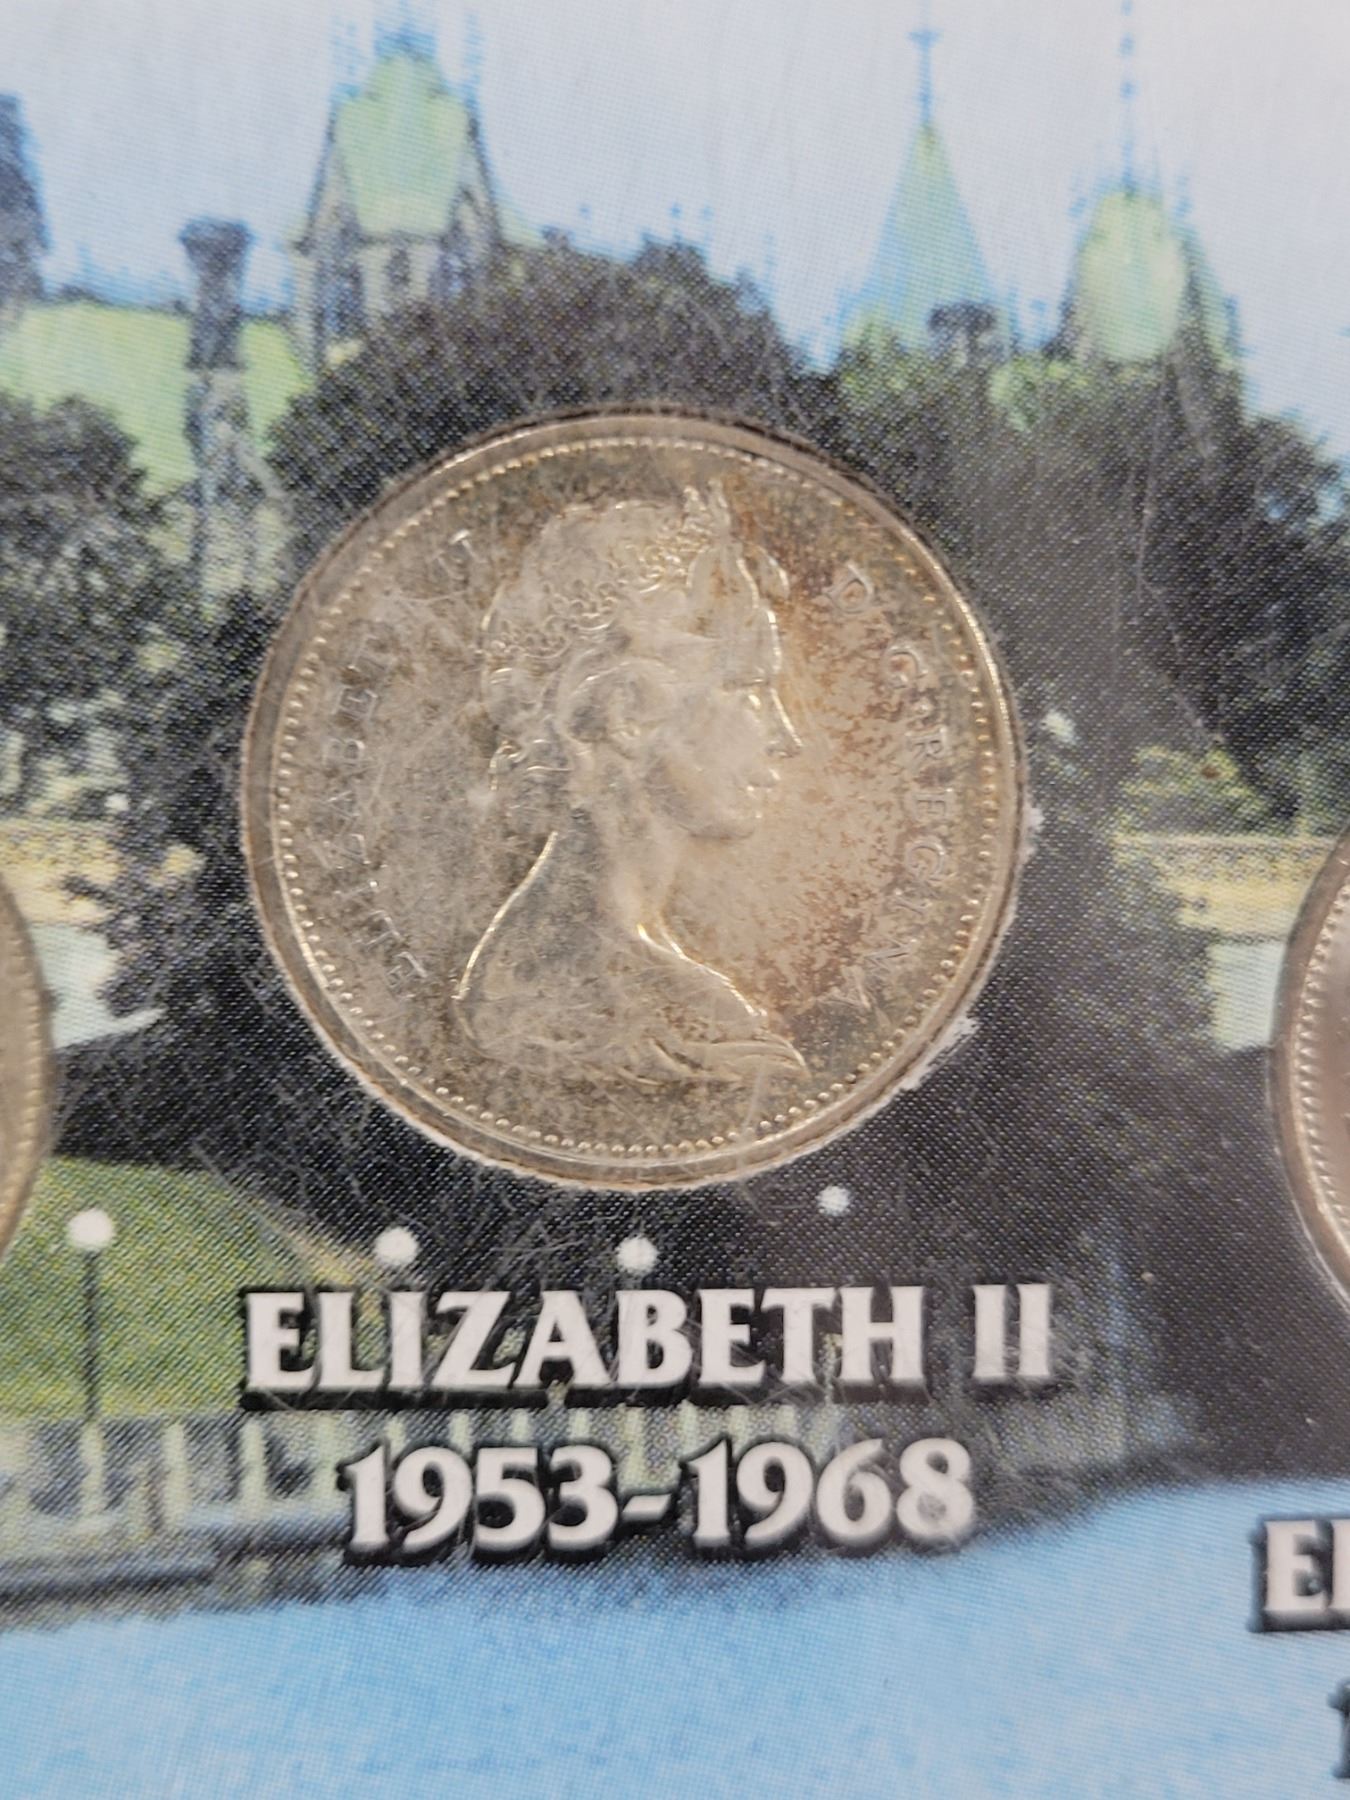 ELIZABETH II D·G·REGINA
ELIZABETH II
1953-1968